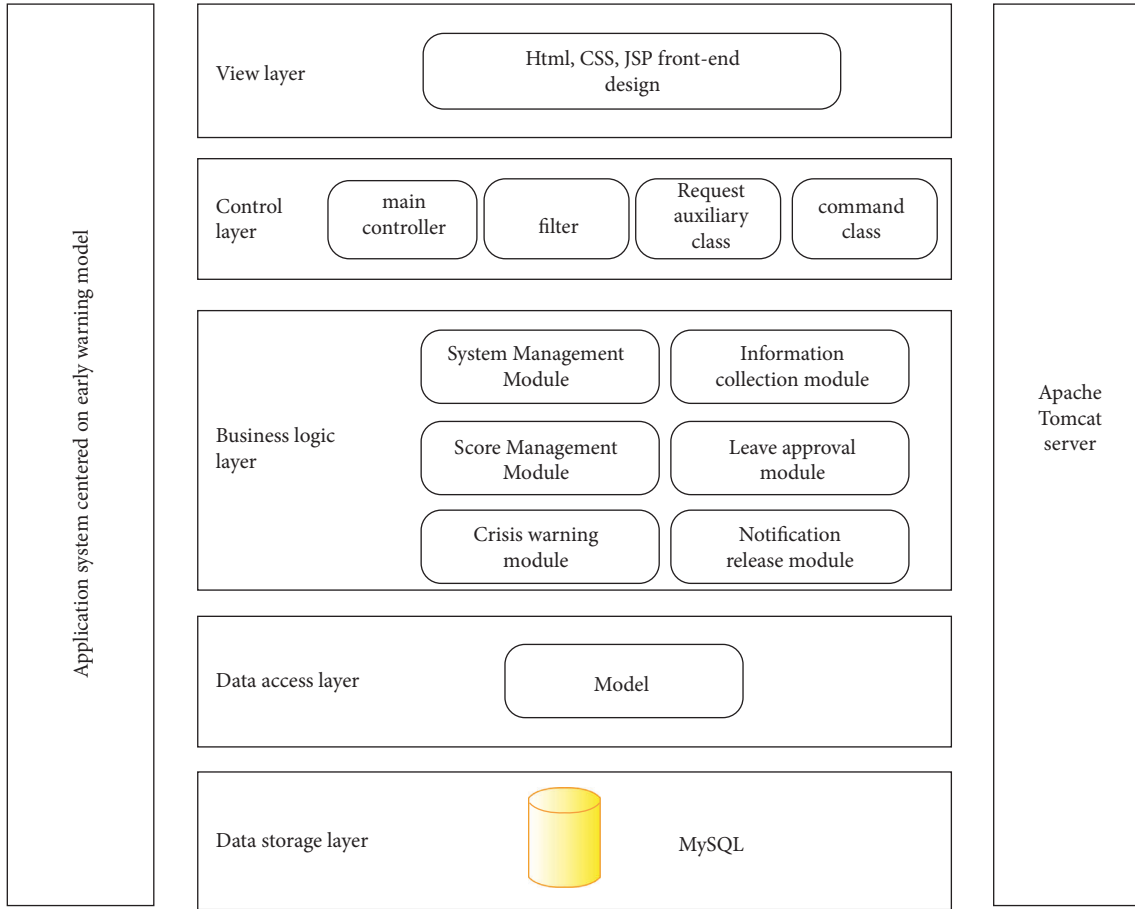 Application system centered on early warning model
View layer
Html, CSS, JSP front-end
design
Control
layer
main
controller
filter
Request
auxiliary
class
command
class
Business logic
layer
System Management
Module
Information
collection module
Score Management
Module
Leave approval
module
Crisis warning
module
Notification
release module
Data access layer
Model
Data storage layer
MySQL
Apache
Tomcat
server